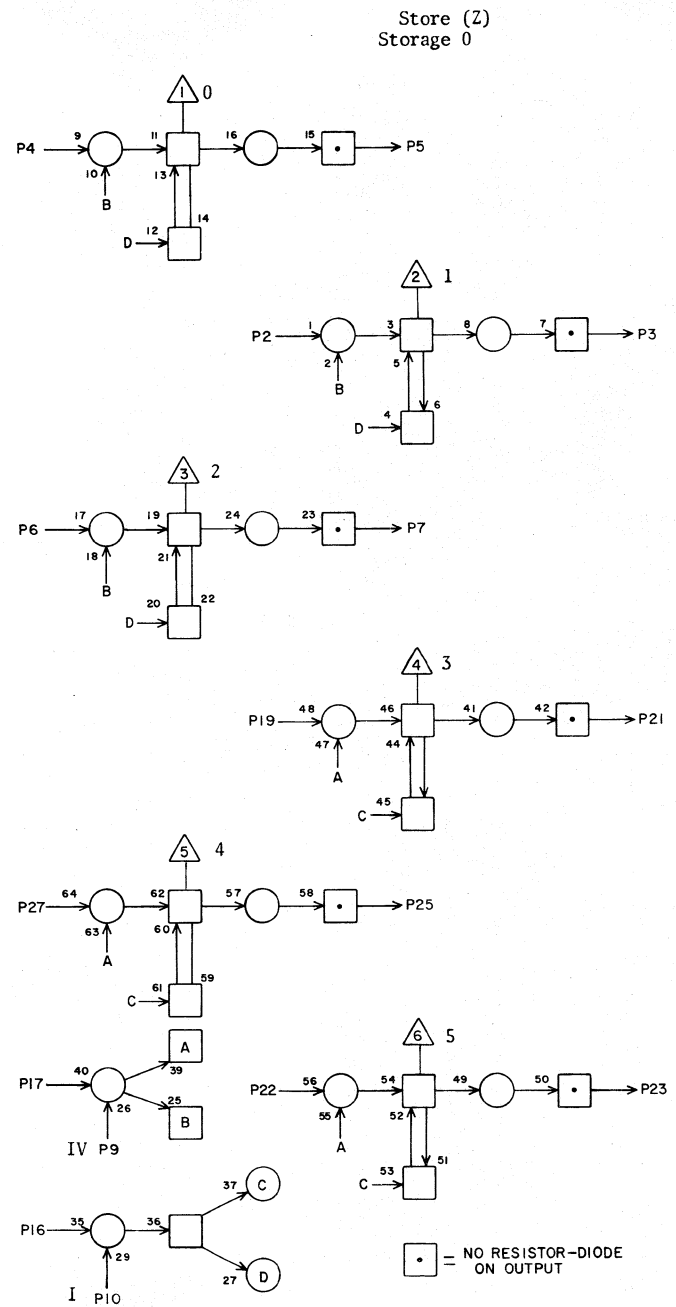 Store (Z)
Storage 0
1 0
P4 9 11 16 15 P5
10 13
B 14
12
D
2 1
P2 1 3 8 7 P3
2 5
B 6
4
D
3 2
P6 17 19 24 23 P7
18 21
B
20 22
D
4 3
P19 48 46 41 42 P21
47 44
A
45
C
5 4
P27 64 62 57 58 P25
63 60
A
61 59
C
A
39
P17 40
26 25
B
IV P9
6 5
P22 56 54 49 50 P23
55 52
A
53 51
C
37 C
P16 35 36
29
27 D
I P10
= NO RESISTOR-DIODE
ON OUTPUT